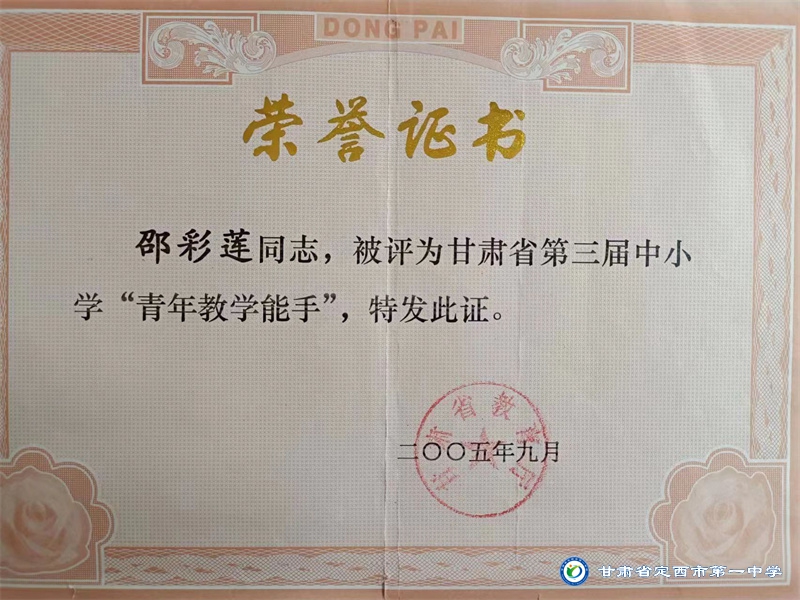 DONG PAI
荣誉证书
邵彩莲同志，被评为甘肃省第三届中小
学“青年教学能手”，特发此证。
甘肃省教育厅
二〇〇五年九月
甘肃省定西市第一中学